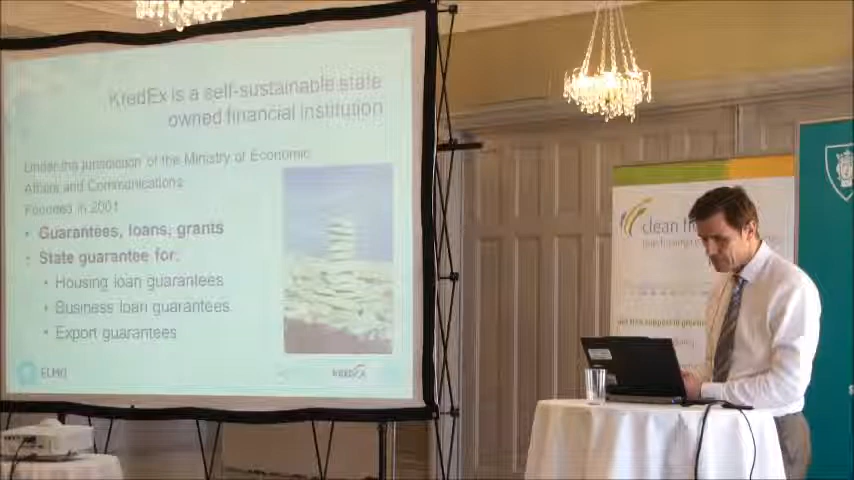 KredEx is a self-sustainable state
owned financial institution
Under the jurisdiction of the Ministry of Economic
Affairs and Communications
Founded in 2001
• Guarantees, loans, grants
• State guarantee for:
• Housing loan guarantees
• Business loan guarantees
• Export guarantees
ELMO
KREDEX
clean